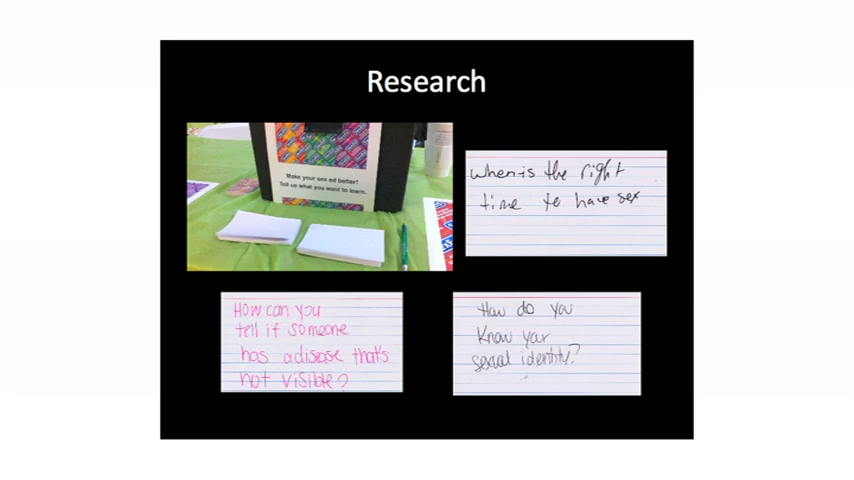 Research
Make your sex ed better!
Tell us what you want to learn.
when is the right
time to have sex
How can you
tell if someone
has a disease that's
not visible?
How do you
Know your
sexual identity?